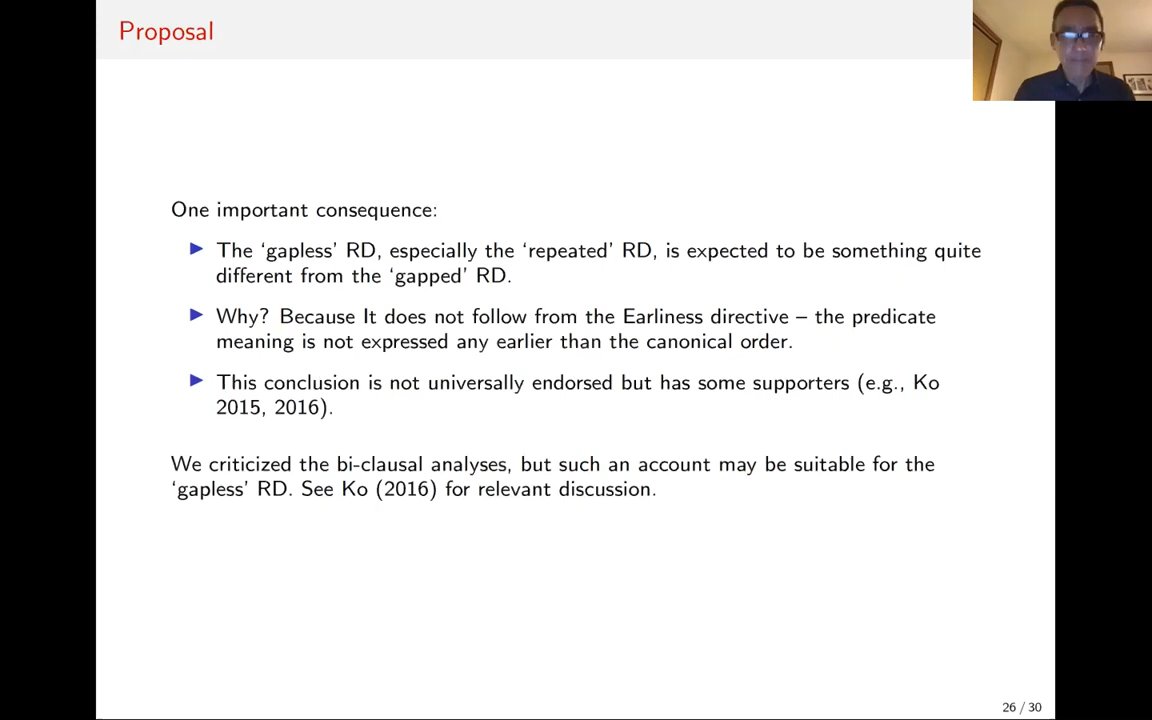 Proposal
One important consequence:
The ‘gapless’ RD, especially the ‘repeated’ RD, is expected to be something quite
different from the ‘gapped’ RD.
Why? Because It does not follow from the Earliness directive – the predicate
meaning is not expressed any earlier than the canonical order.
This conclusion is not universally endorsed but has some supporters (e.g., Ko
2015, 2016).
We criticized the bi-clausal analyses, but such an account may be suitable for the
‘gapless’ RD. See Ko (2016) for relevant discussion.
26 / 30